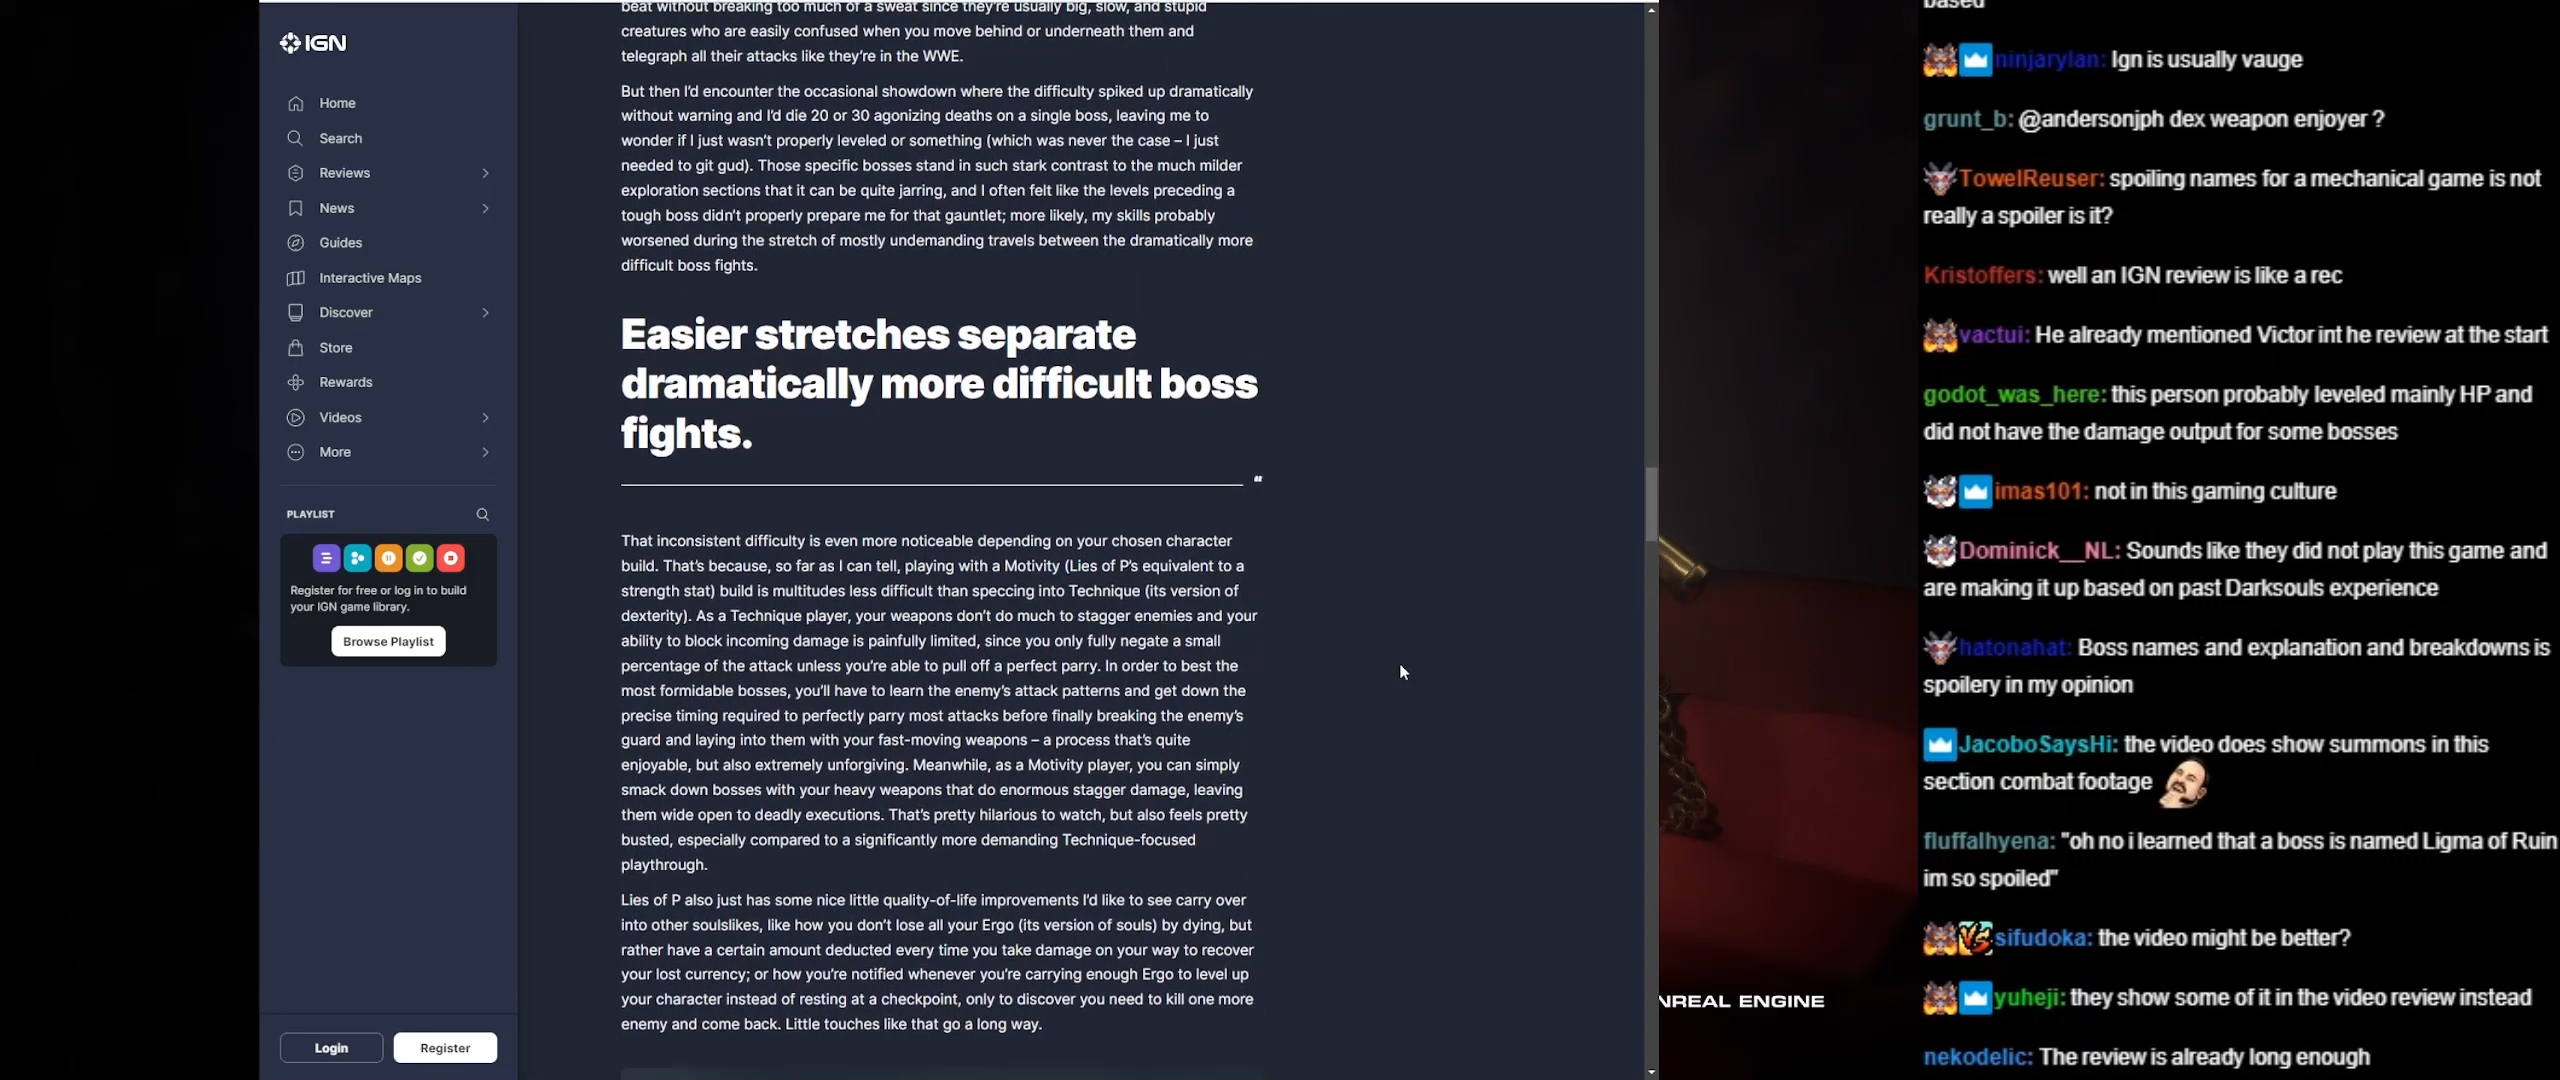 IGN
Home
Search
Reviews
News
Guides
Interactive Maps
Discover
Store
Rewards
Videos
More
PLAYLIST
Register for free or log in to build
your IGN game library.
Browse Playlist
Login
Register
beat without breaking too much of a sweat since they're usually big, slow, and stupid
creatures who are easily confused when you move behind or underneath them and
telegraph all their attacks like they're in the WWE.
But then I'd encounter the occasional showdown where the difficulty spiked up dramatically
without warning and I'd die 20 or 30 agonizing deaths on a single boss, leaving me to
wonder if I just wasn't properly leveled or something (which was never the case – I just
needed to git gud). Those specific bosses stand in such stark contrast to the much milder
exploration sections that it can be quite jarring, and I often felt like the levels preceding a
tough boss didn't properly prepare me for that gauntlet; more likely, my skills probably
worsened during the stretch of mostly undemanding travels between the dramatically more
difficult boss fights.
Easier stretches separate
dramatically more difficult boss
fights.
"
That inconsistent difficulty is even more noticeable depending on your chosen character
build. That's because, so far as I can tell, playing with a Motivity (Lies of P's equivalent to a
strength stat) build is multitudes less difficult than speccing into Technique (its version of
dexterity). As a Technique player, your weapons don't do much to stagger enemies and your
ability to block incoming damage is painfully limited, since you only fully negate a small
percentage of the attack unless you're able to pull off a perfect parry. In order to best the
most formidable bosses, you'll have to learn the enemy's attack patterns and get down the
precise timing required to perfectly parry most attacks before finally breaking the enemy's
guard and laying into them with your fast-moving weapons – a process that's quite
enjoyable, but also extremely unforgiving. Meanwhile, as a Motivity player, you can simply
smack down bosses with your heavy weapons that do enormous stagger damage, leaving
them wide open to deadly executions. That's pretty hilarious to watch, but also feels pretty
busted, especially compared to a significantly more demanding Technique-focused
playthrough.
Lies of P also just has some nice little quality-of-life improvements I'd like to see carry over
into other soulslikes, like how you don't lose all your Ergo (its version of souls) by dying, but
rather have a certain amount deducted every time you take damage on your way to recover
your lost currency; or how you're notified whenever you're carrying enough Ergo to level up
your character instead of resting at a checkpoint, only to discover you need to kill one more
enemy and come back. Little touches like that go a long way.
NREAL ENGINE
based
ninjarylan: Ign is usually vauge
grunt_b: @andersonjph dex weapon enjoyer ?
TowelReuser: spoiling names for a mechanical game is not
really a spoiler is it?
Kristoffers: well an IGN review is like a rec
vactui: He already mentioned Victor int he review at the start
godot_was_here: this person probably leveled mainly HP and
did not have the damage output for some bosses
imas101: not in this gaming culture
Dominick__NL: Sounds like they did not play this game and
are making it up based on past Darksouls experience
hatonahat: Boss names and explanation and breakdowns is
spoilery in my opinion
JacoboSaysHi: the video does show summons in this
section combat footage
fluffalhyena: "oh no i learned that a boss is named Ligma of Ruin
im so spoiled"
VS sifudoka: the video might be better?
yuheji: they show some of it in the video review instead
nekodelic: The review is already long enough